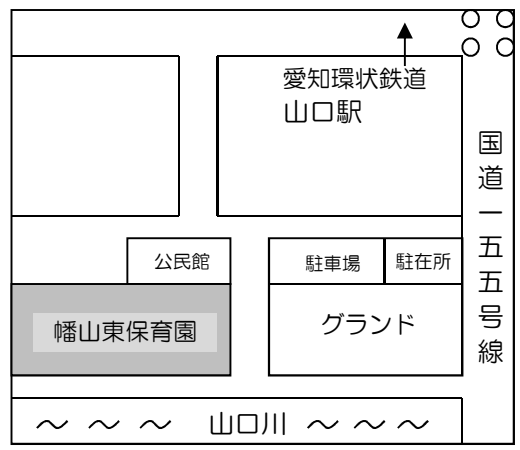 愛知環状鉄道
山口駅
国道一五五号線
公民館
駐車場
駐在所
幡山東保育園
グランド
～ ～ ～ 山口川 ～ ～ ～